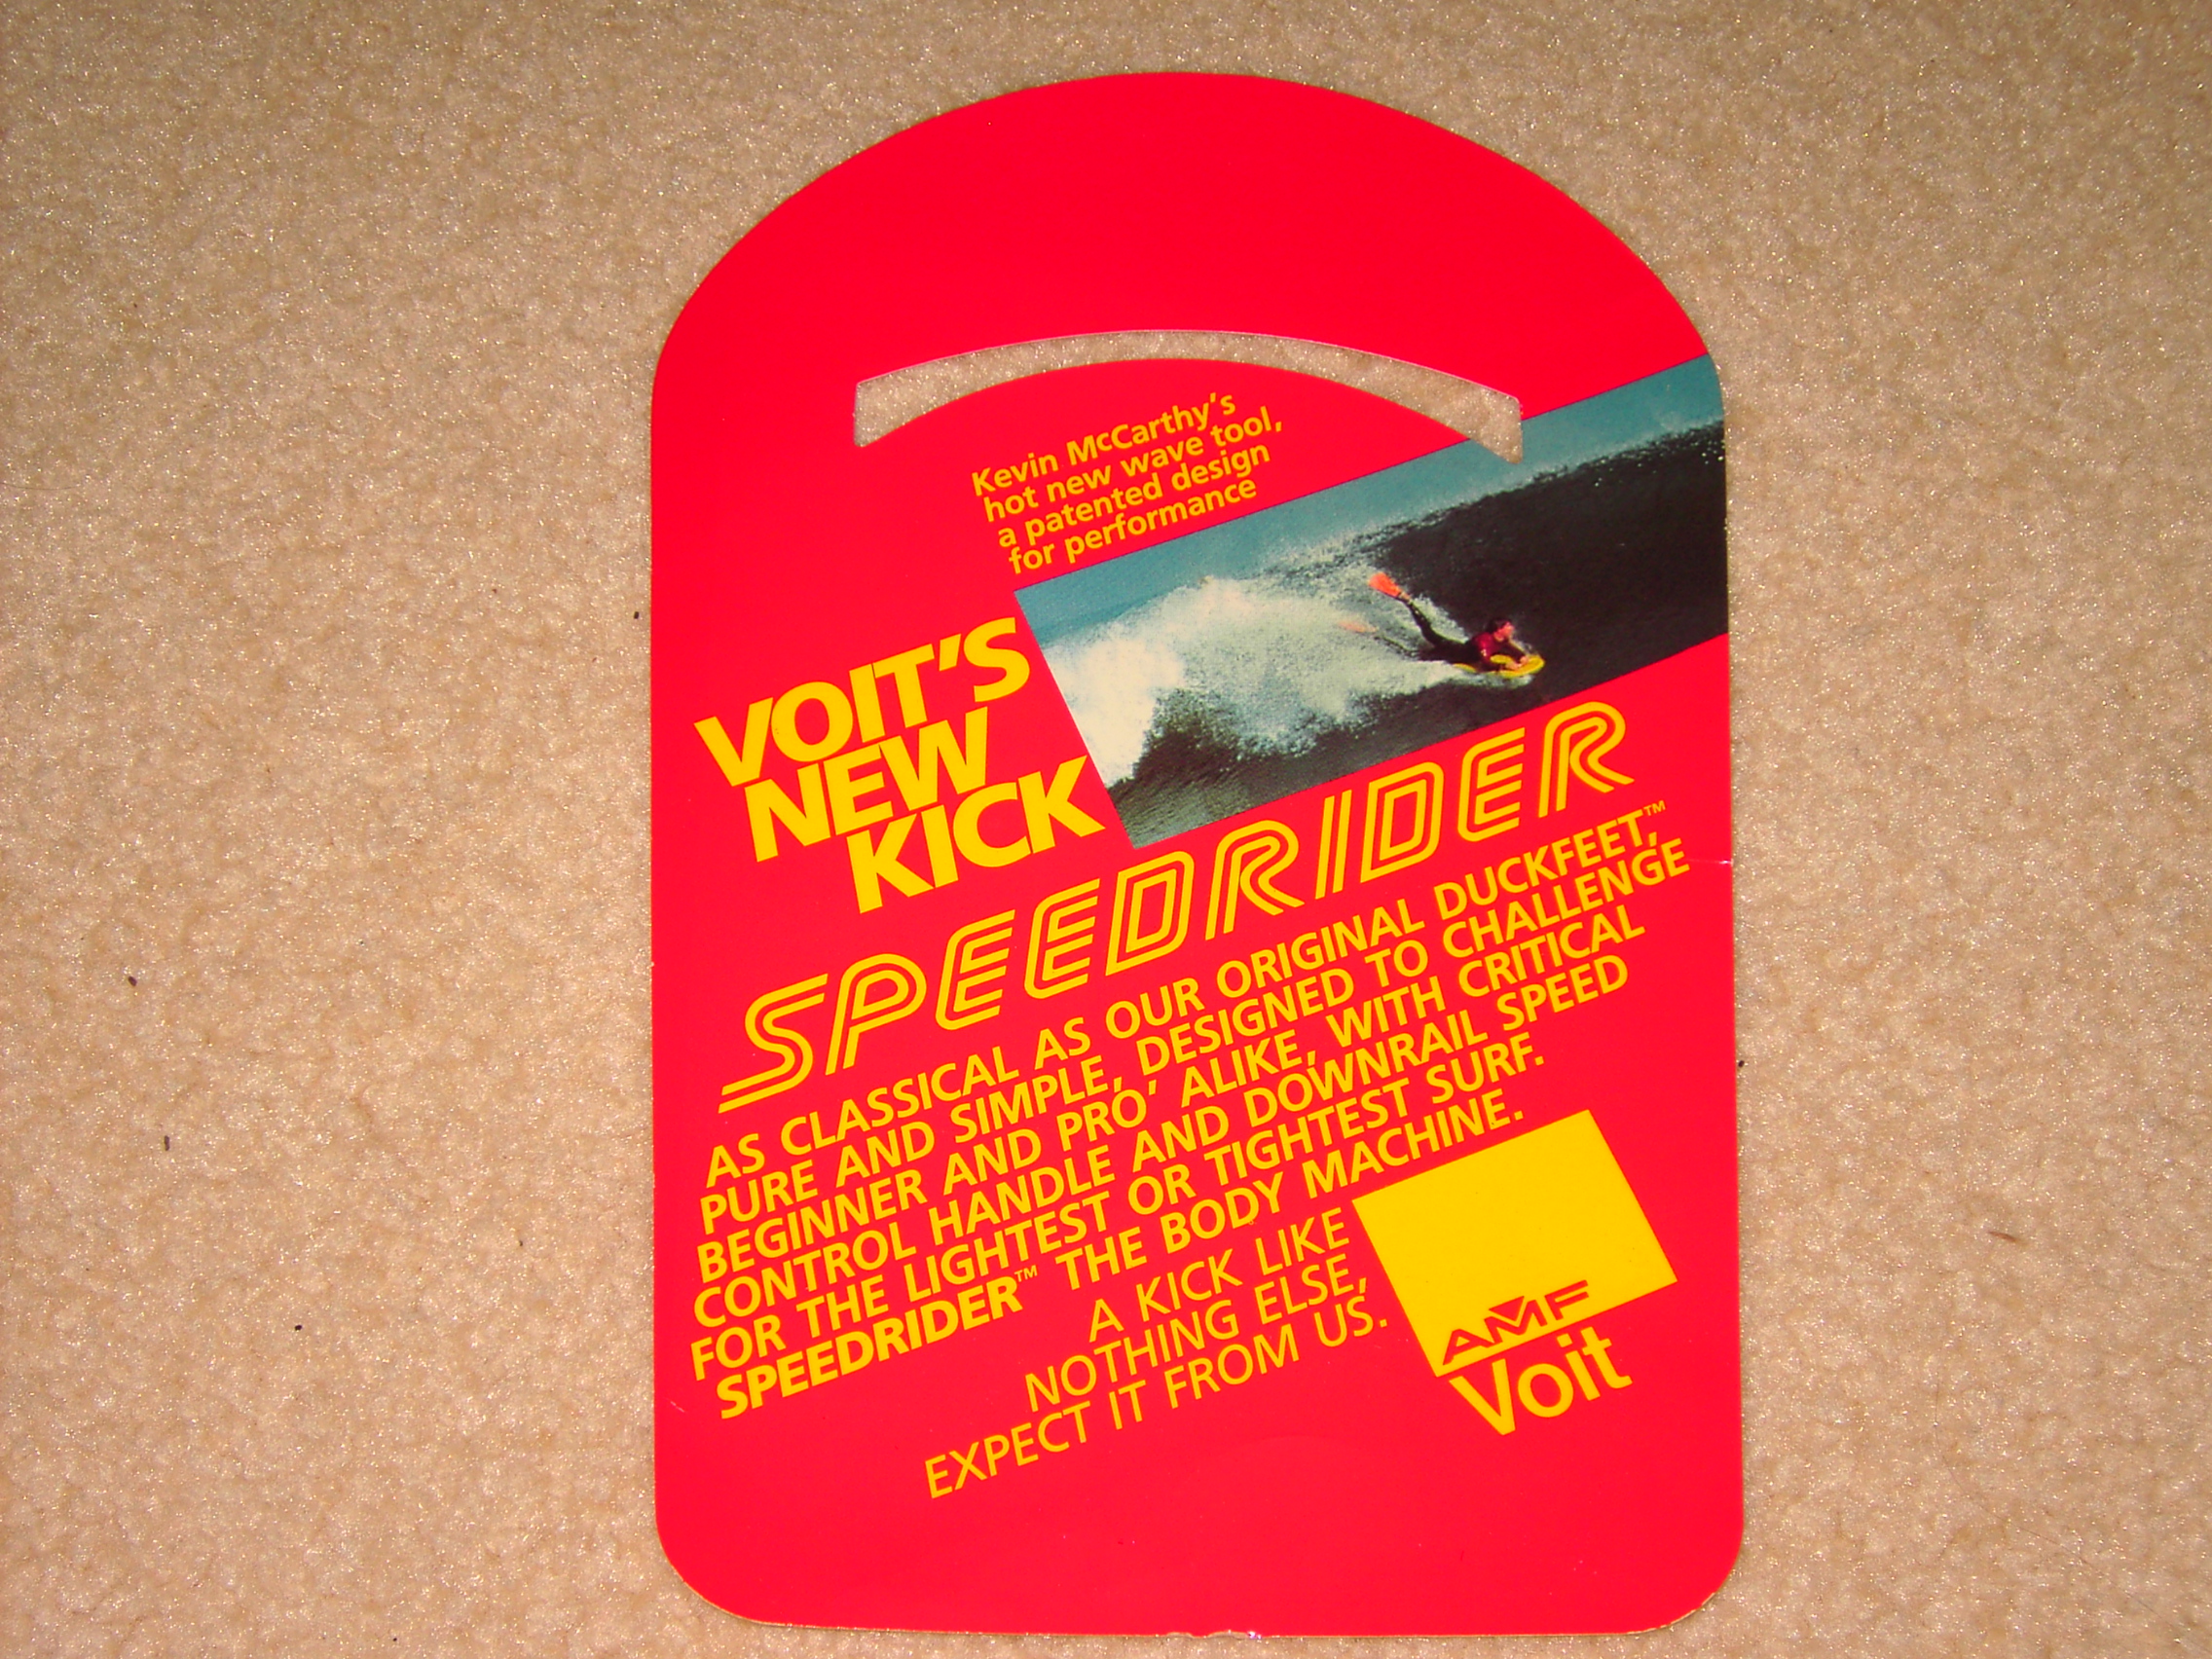 Kevin McCarthy's
hot new wave tool,
a patented design
for performance
VOIT'S
NEW
KICK
SPEEDRIDER
AS CLASSICAL AS OUR ORIGINAL DUCKFEET,™
PURE AND SIMPLE, DESIGNED TO CHALLENGE
BEGINNER AND PRO' ALIKE, WITH CRITICAL
CONTROL HANDLE AND DOWNRAIL SPEED
FOR THE LIGHTEST OR TIGHTEST SURF.
SPEEDRIDER™ THE BODY MACHINE.
A KICK LIKE
NOTHING ELSE,
EXPECT IT FROM US.
AMF
Voit